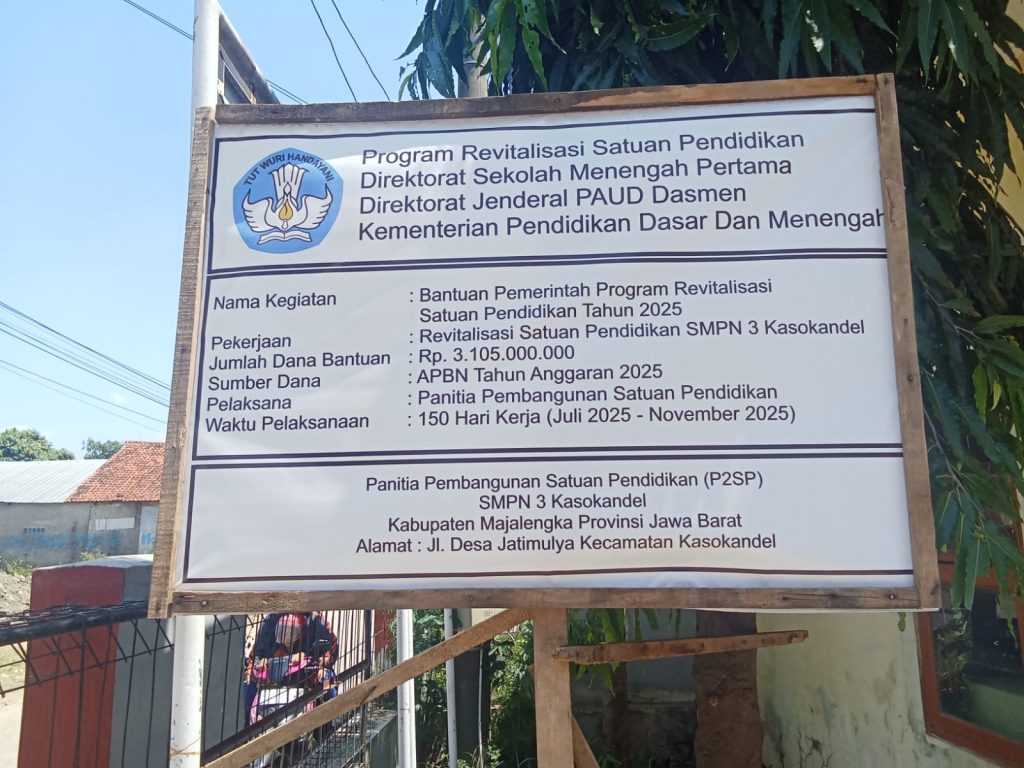 TUT WURI HANDAYANI
Program Revitalisasi Satuan Pendidikan
Direktorat Sekolah Menengah Pertama
Direktorat Jenderal PAUD Dasmen
Kementerian Pendidikan Dasar Dan Menengah
Nama Kegiatan : Bantuan Pemerintah Program Revitalisasi
Satuan Pendidikan Tahun 2025
Pekerjaan : Revitalisasi Satuan Pendidikan SMPN 3 Kasokandel
Jumlah Dana Bantuan : Rp. 3.105.000.000
Sumber Dana : APBN Tahun Anggaran 2025
Pelaksana : Panitia Pembangunan Satuan Pendidikan
Waktu Pelaksanaan : 150 Hari Kerja (Juli 2025 - November 2025)
Panitia Pembangunan Satuan Pendidikan (P2SP)
SMPN 3 Kasokandel
Kabupaten Majalengka Provinsi Jawa Barat
Alamat : Jl. Desa Jatimulya Kecamatan Kasokandel